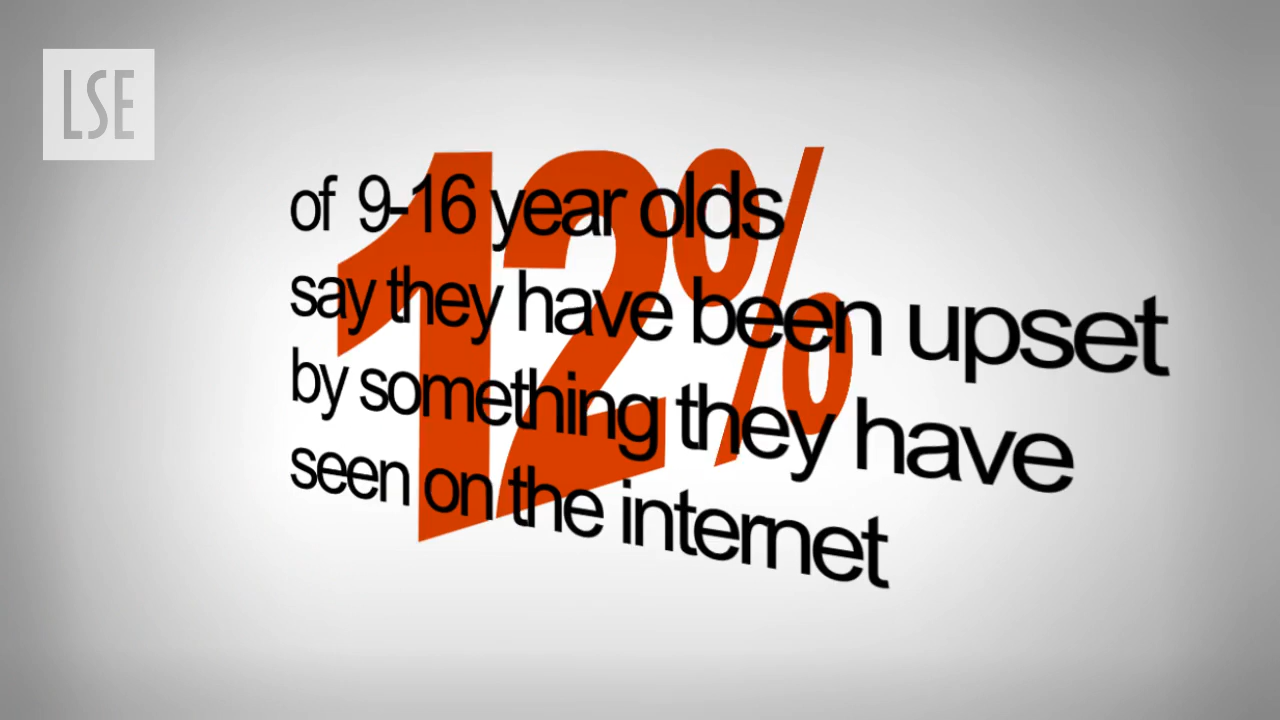 LSE
12%
of 9-16 year olds
say they have been upset
by something they have
seen on the internet